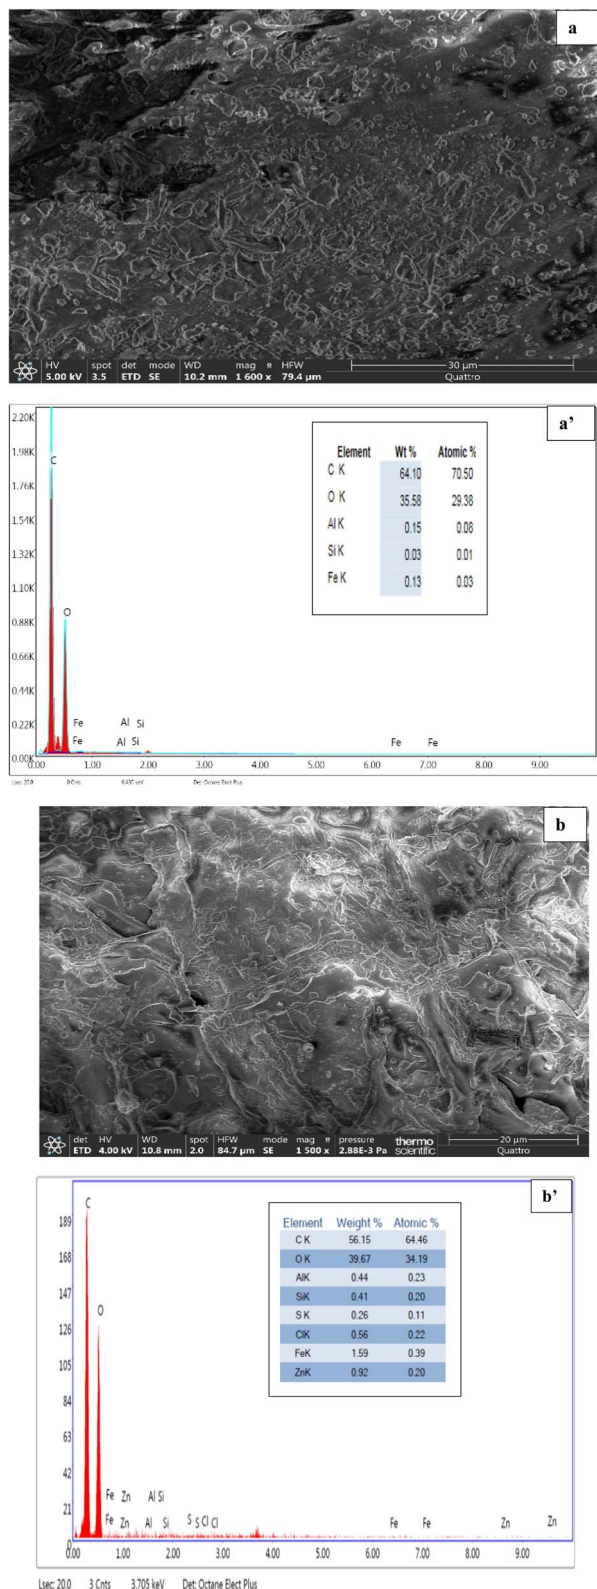 a
HV spot det mode WD mag HFW 30 µm
5.00 kV 3.5 ETD SE 10.2 mm 1 600 x 79.4 µm Quattro
a’
2.20K
1.98K
1.76K
1.54K
1.32K
1.10K
0.88K
0.66K
0.44K
0.22K
0.00K
C
O
Fe Al Si
Fe Al Si Fe Fe
0.00 1.00 2.00 3.00 4.00 5.00 6.00 7.00 8.00 9.00
Element Wt % Atomic %
C K 64.10 70.50
O K 35.58 29.38
Al K 0.15 0.08
Si K 0.03 0.01
Fe K 0.13 0.03
Lsec: 20.0 0 Cnts 6.430 keV Det: Octane Elect Plus
b
det HV WD spot HFW mode mag pressure thermo 20 µm
ETD 4.00 kV 10.8 mm 2.0 84.7 µm SE 1 500 x 2.88E-3 Pa scientific Quattro
b’
189
168
147
126
105
84
63
42
21
0
C
O
Fe Zn Al Si
Fe Zn Al Si S S Cl Cl Fe Fe Zn Zn
0.00 1.00 2.00 3.00 4.00 5.00 6.00 7.00 8.00 9.00
Element Weight % Atomic %
C K 56.15 64.46
O K 39.67 34.19
AlK 0.44 0.23
SiK 0.41 0.20
S K 0.26 0.11
ClK 0.56 0.22
FeK 1.59 0.39
ZnK 0.92 0.20
Lsec: 20.0 3 Cnts 3.705 keV Det: Octane Elect Plus